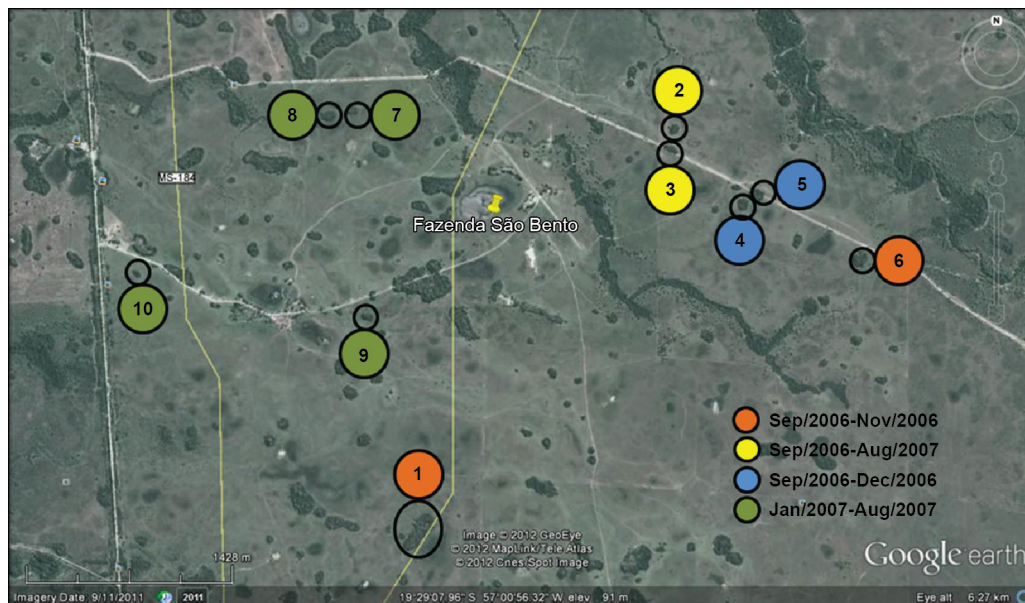 N
2
8
7
3
5
MS-184
Fazenda São Bento
4
6
10
9
Sep/2006-Nov/2006
Sep/2006-Aug/2007
1
Sep/2006-Dec/2006
Jan/2007-Aug/2007
Image © 2012 GeoEye
© 2012 MapLink/Tele Atlas
© 2012 Cnes/Spot Image
1428 m
Google earth
Imagery Date 9/11/2011 2011 19°29'07.96" S 57°00'56.32" W elev 91 m Eye alt 6.27 km